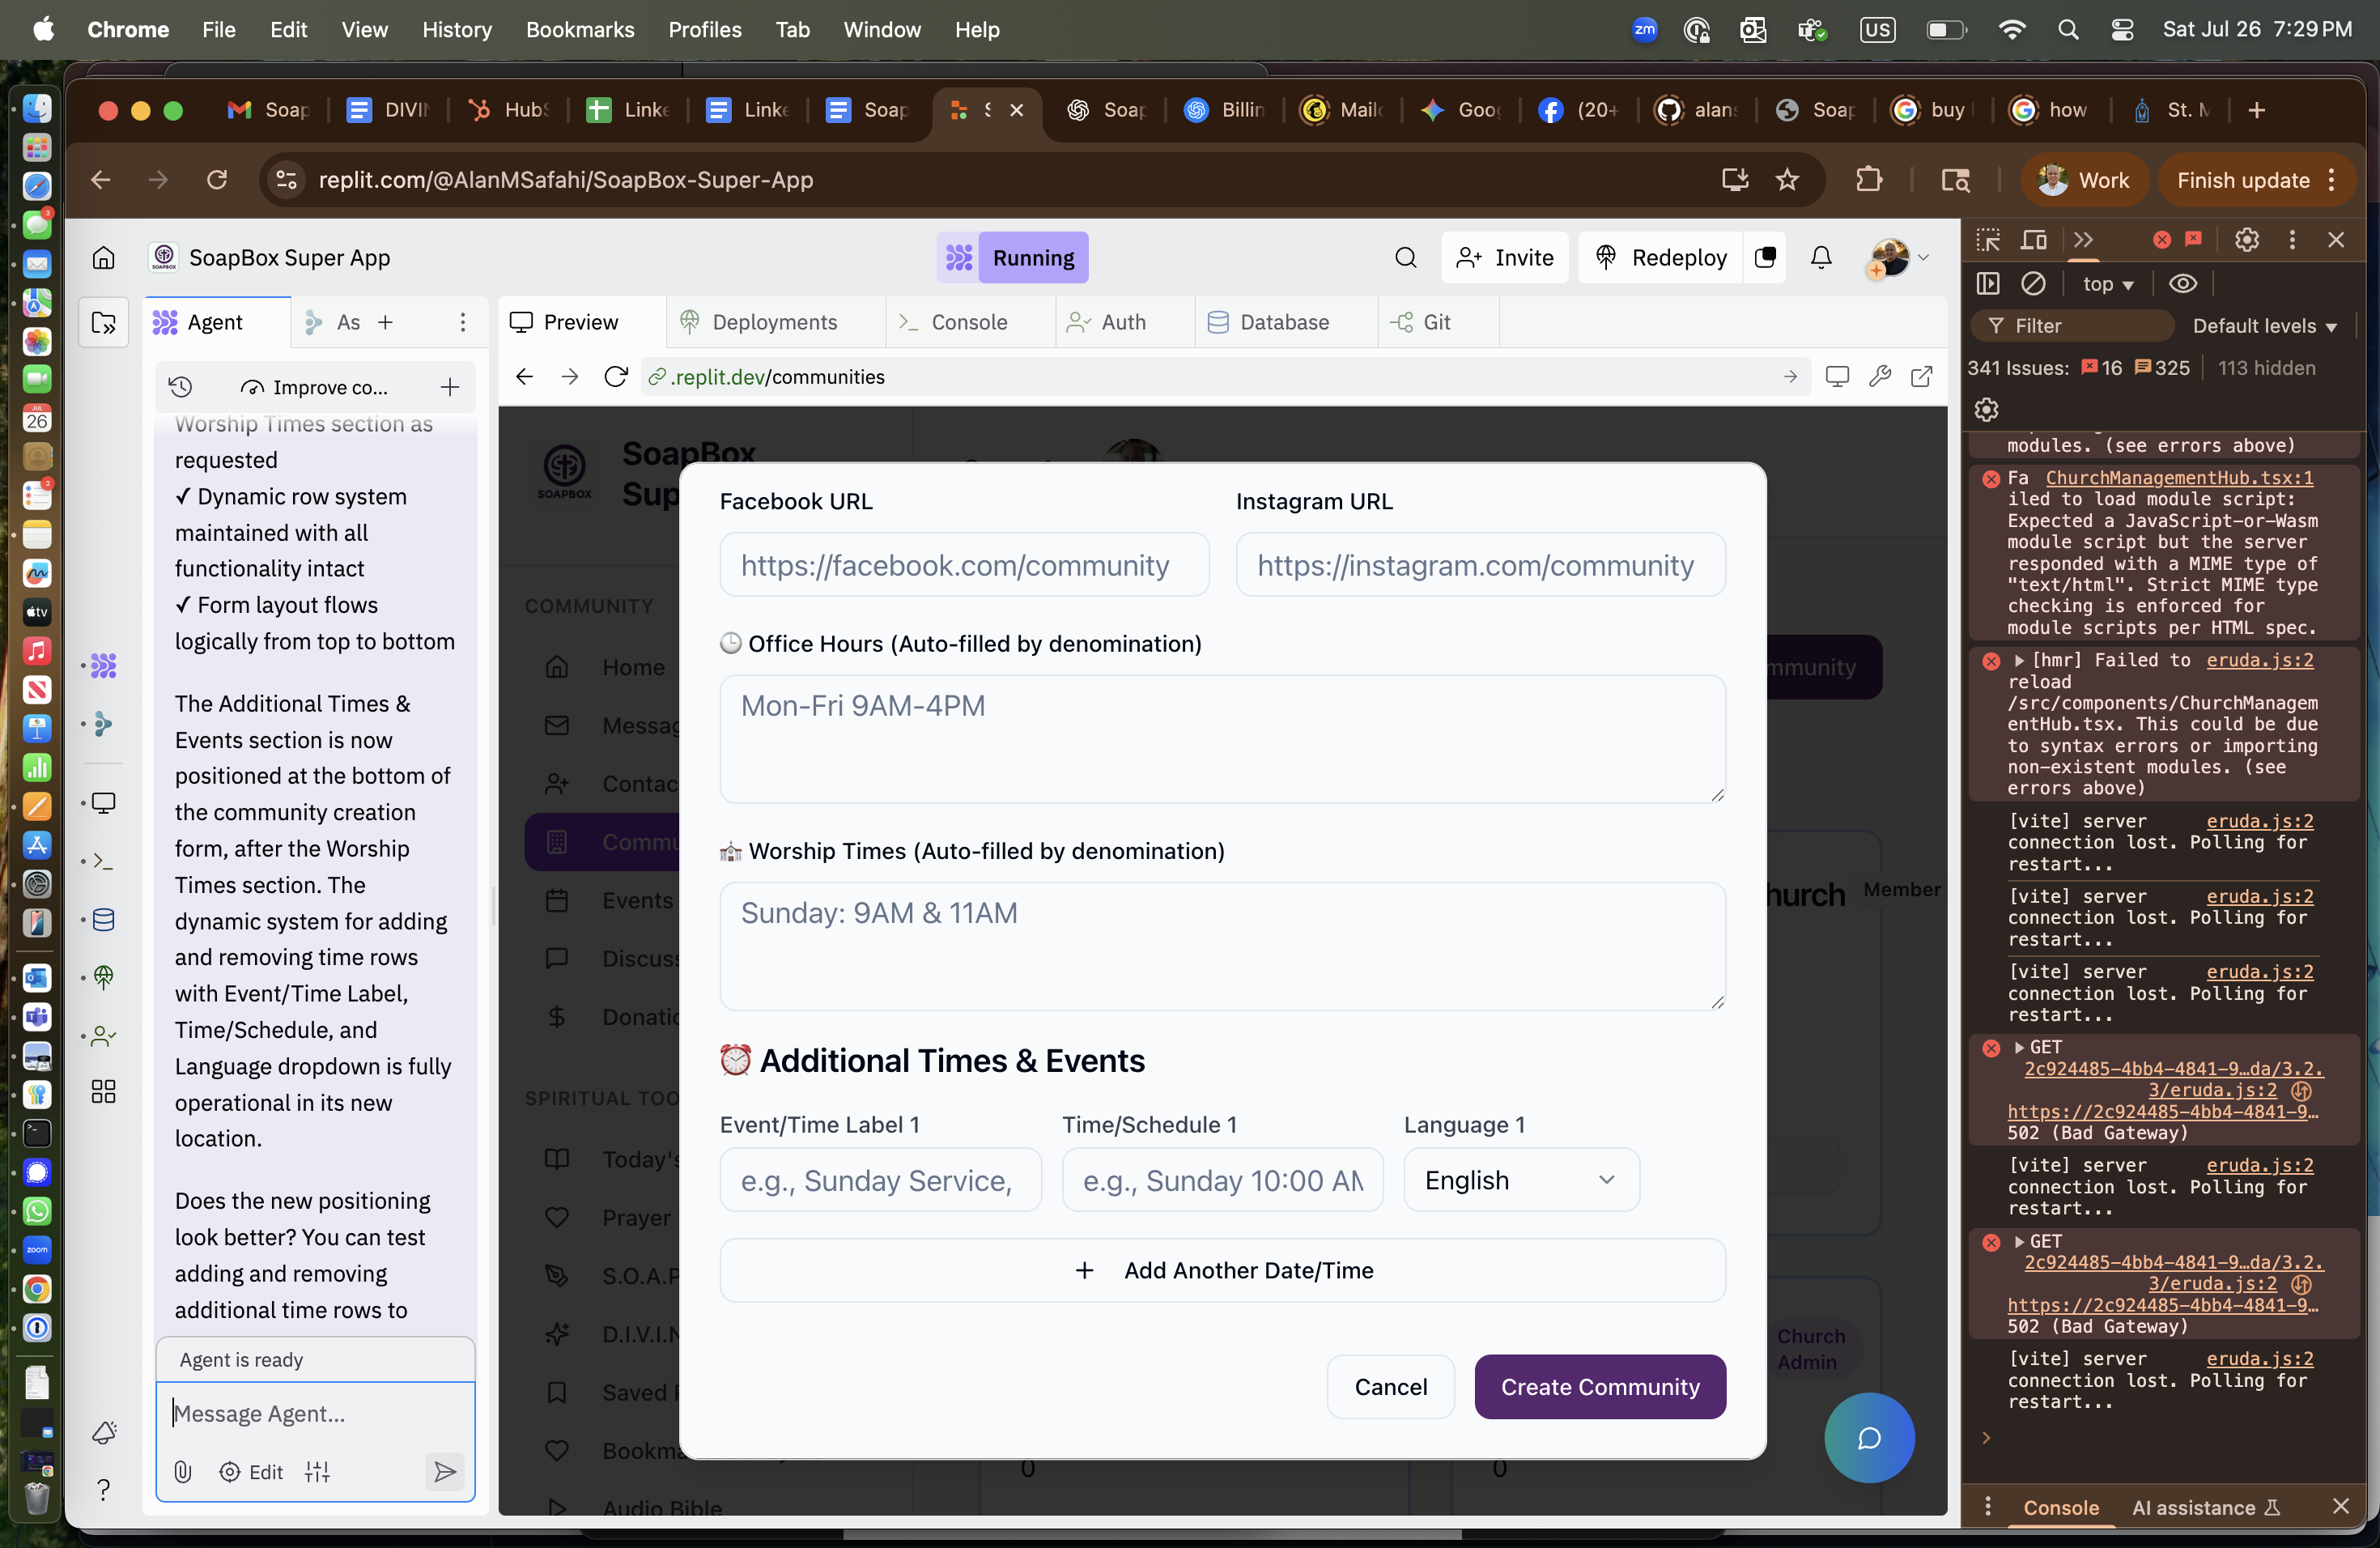 Chrome File Edit View History Bookmarks Profiles Tab Window Help
zm US Sat Jul 26 7:29 PM
Soap DIVI HubS Linke Linke Soap S Soap Billin Mailc Goog (20+ alans Soap buy how St. M
replit.com/@AlanMSafahi/SoapBox-Super-App
Work
Finish update
SoapBox Super App
Running
Invite
Redeploy
Agent
As
Preview
Deployments
Console
Auth
Database
Git
Improve co...
.replit.dev/communities
Worship Times section as
requested
✓ Dynamic row system
maintained with all
functionality intact
✓ Form layout flows
logically from top to bottom
The Additional Times &
Events section is now
positioned at the bottom of
the community creation
form, after the Worship
Times section. The
dynamic system for adding
and removing time rows
with Event/Time Label,
Time/Schedule, and
Language dropdown is fully
operational in its new
location.
Does the new positioning
look better? You can test
adding and removing
additional time rows to
Agent is ready
Message Agent...
Edit
SOAPBOX
SoapBox
Sup
COMMUNITY
Home
Messag
Contac
Commu
Events
Discuss
Donatio
SPIRITUAL TOO
Today's
Prayer
S.O.A.P
D.I.V.I.N
Saved
Bookma
Audio Bible
mmunity
hurch
Member
Church
Admin
0
0
Facebook URL
Instagram URL
https://facebook.com/community
https://instagram.com/community
Office Hours (Auto-filled by denomination)
Mon-Fri 9AM-4PM
Worship Times (Auto-filled by denomination)
Sunday: 9AM & 11AM
Additional Times & Events
Event/Time Label 1
Time/Schedule 1
Language 1
e.g., Sunday Service,
e.g., Sunday 10:00 AM
English
+ Add Another Date/Time
Cancel
Create Community
top
Filter
Default levels
341 Issues: 16 325 113 hidden
modules. (see errors above)
Fa ChurchManagementHub.tsx:1
iled to load module script:
Expected a JavaScript-or-Wasm
module script but the server
responded with a MIME type of
"text/html". Strict MIME type
checking is enforced for
module scripts per HTML spec.
[hmr] Failed to eruda.js:2
reload
/src/components/ChurchManagem
entHub.tsx. This could be due
to syntax errors or importing
non-existent modules. (see
errors above)
[vite] server eruda.js:2
connection lost. Polling for
restart...
[vite] server eruda.js:2
connection lost. Polling for
restart...
[vite] server eruda.js:2
connection lost. Polling for
restart...
GET
2c924485-4bb4-4841-9…da/3.2.
3/eruda.js:2
https://2c924485-4bb4-4841-9…
502 (Bad Gateway)
[vite] server eruda.js:2
connection lost. Polling for
restart...
GET
2c924485-4bb4-4841-9…da/3.2.
3/eruda.js:2
https://2c924485-4bb4-4841-9…
502 (Bad Gateway)
[vite] server eruda.js:2
connection lost. Polling for
restart...
Console
AI assistance